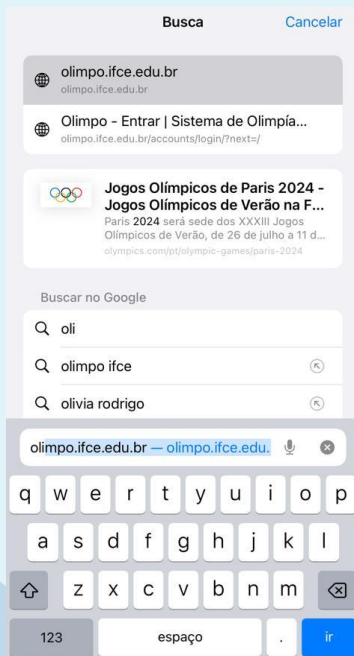 Busca
Cancelar
olimpo.ifce.edu.br
olimpo.ifce.edu.br
Olimpo - Entrar | Sistema de Olimpía...
olimpo.ifce.edu.br/accounts/login/?next=/
Jogos Olímpicos de Paris 2024 -
Jogos Olímpicos de Verão na F...
Paris 2024 será sede dos XXXIII Jogos
Olímpicos de Verão, de 26 de julho a 11 d...
olympics.com/pt/olympic-games/paris-2024
Buscar no Google
oli
olimpo ifce
olivia rodrigo
olimpo.ifce.edu.br — olimpo.ifce.edu.
q w e r t y u i o p
a s d f g h j k l
z x c v b n m
123 espaço . ir